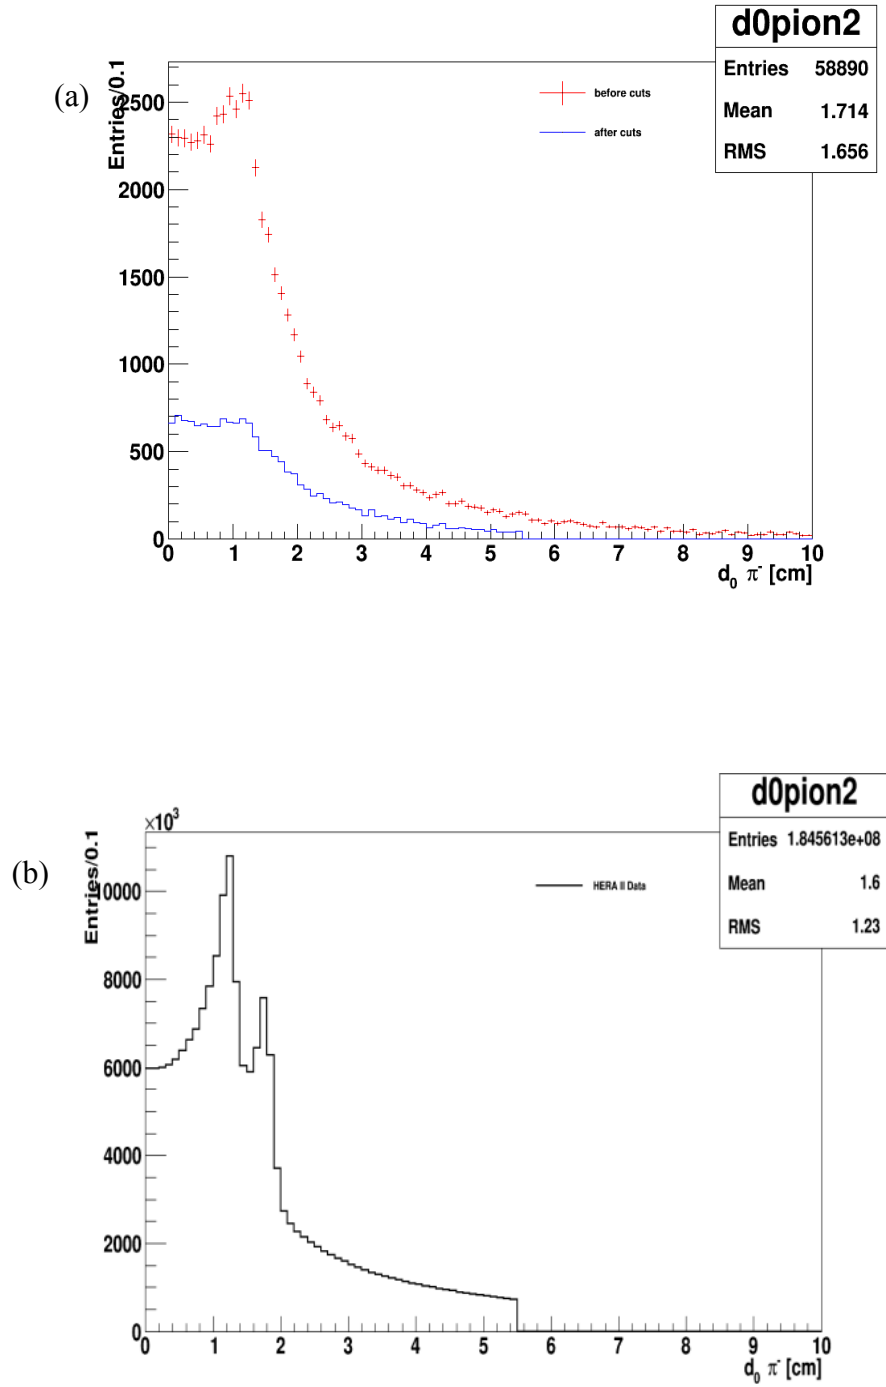 d0pion2
Entries 58890
Mean 1.714
RMS 1.656
(a)
Entries/0.1
before cuts
after cuts
2500
2000
1500
1000
500
0
0 1 2 3 4 5 6 7 8 9 10
d₀ π⁻ [cm]
d0pion2
Entries 1.845613e+08
Mean 1.6
RMS 1.23
×10³
(b)
Entries/0.1
HERA II Data
10000
8000
6000
4000
2000
0
0 1 2 3 4 5 6 7 8 9 10
d₀ π⁻ [cm]